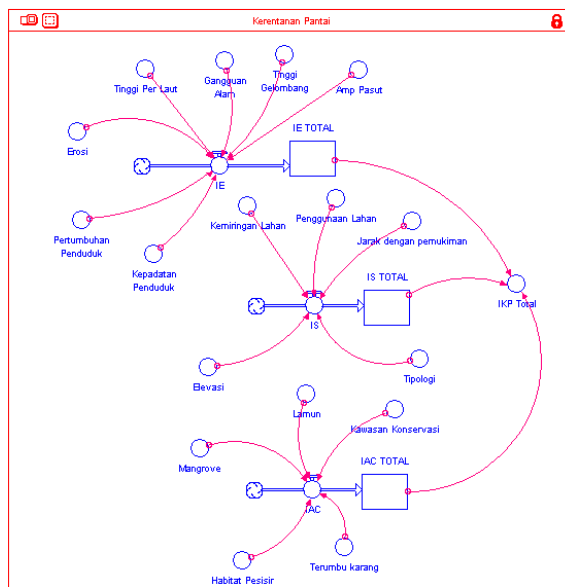 Kerentanan Pantai
Tinggi Per Laut
Gangguan
Alam
Tinggi
Gelombang
Amp Pasut
Erosi
IE TOTAL
IE
Pertumbuhan
Penduduk
Kepadatan
Penduduk
Kemiringan Lahan
Penggunaan Lahan
Jarak dengan pemukiman
IS TOTAL
IS
IKP Total
Elevasi
Tipologi
Lamun
Kawasan Konservasi
Mangrove
IAC TOTAL
IAC
Habitat Pesisir
Terumbu karang